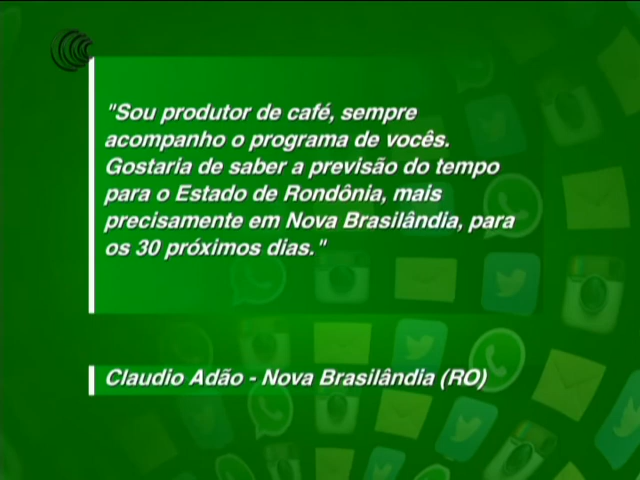 "Sou produtor de café, sempre
acompanho o programa de vocês.
Gostaria de saber a previsão do tempo
para o Estado de Rondônia, mais
precisamente em Nova Brasilândia, para
os 30 próximos dias."
Claudio Adão - Nova Brasilândia (RO)